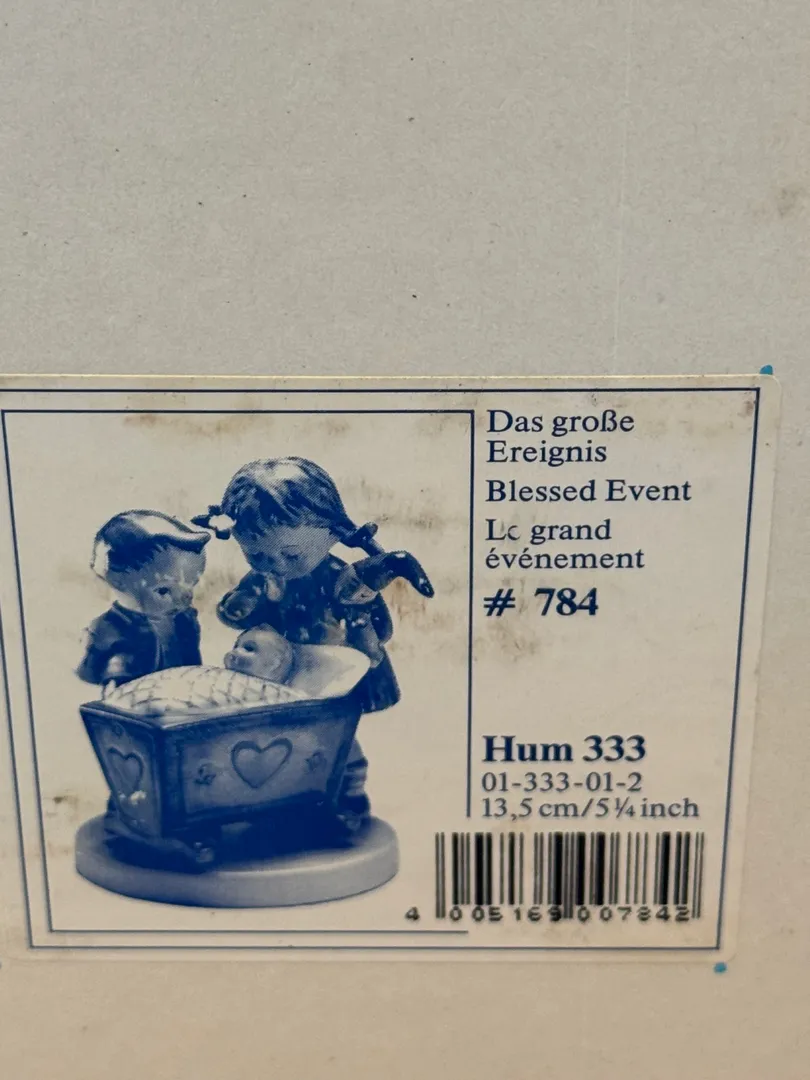 Das große
Ereignis
Blessed Event
Le grand
événement
# 784
Hum 333
01-333-01-2
13,5 cm/5 ¼ inch
4 005169 007842